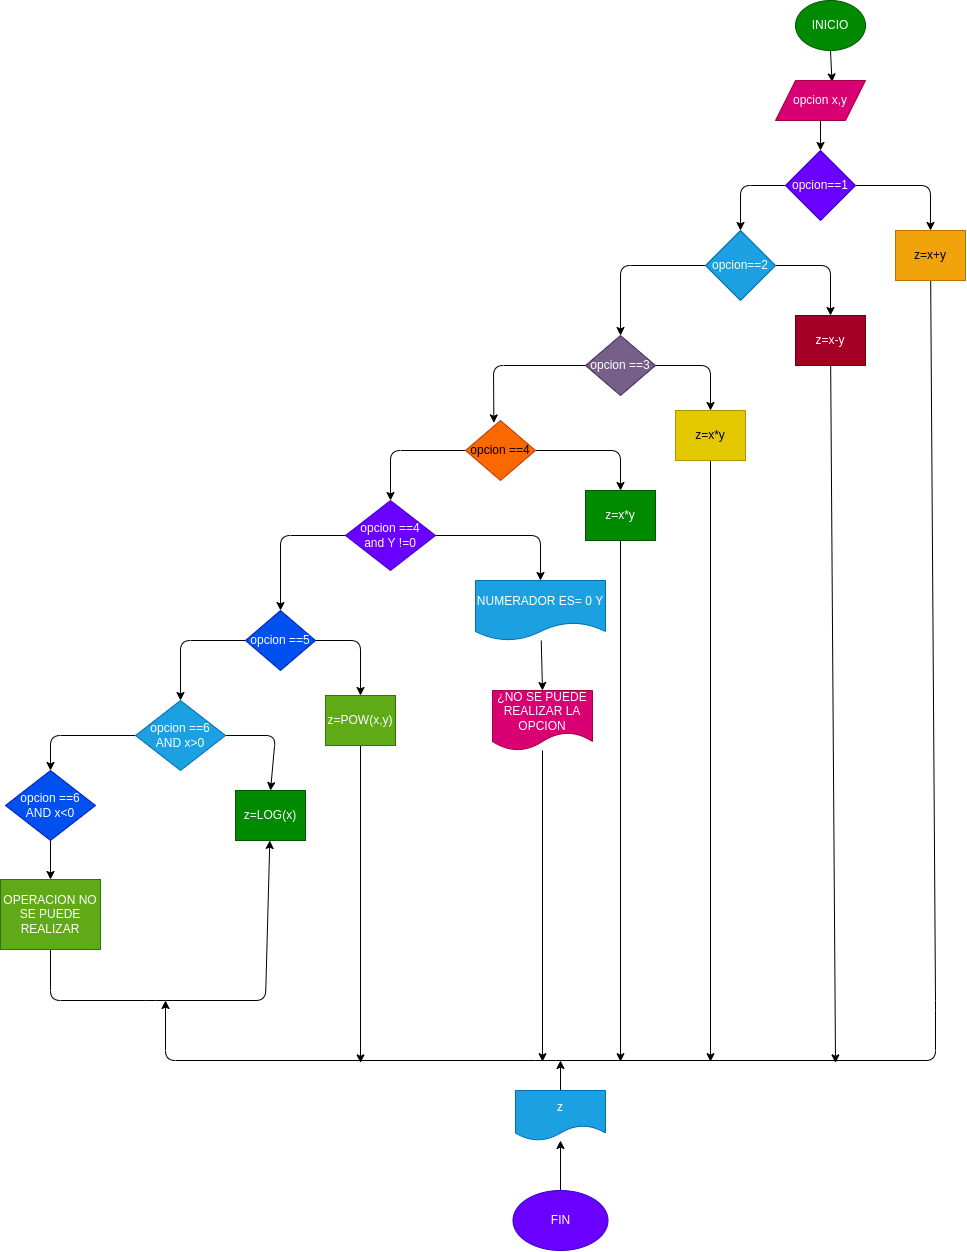 INICIO
opcion x,y
opcion==1
z=x+y
opcion==2
z=x-y
opcion ==3
z=x*y
opcion ==4
z=x*y
opcion ==4
and Y !=0
NUMERADOR ES= 0 Y
¿NO SE PUEDE
REALIZAR LA
OPCION
opcion ==5
z=POW(x,y)
opcion ==6
AND x>0
z=LOG(x)
opcion ==6
AND x<0
OPERACION NO
SE PUEDE
REALIZAR
z
FIN